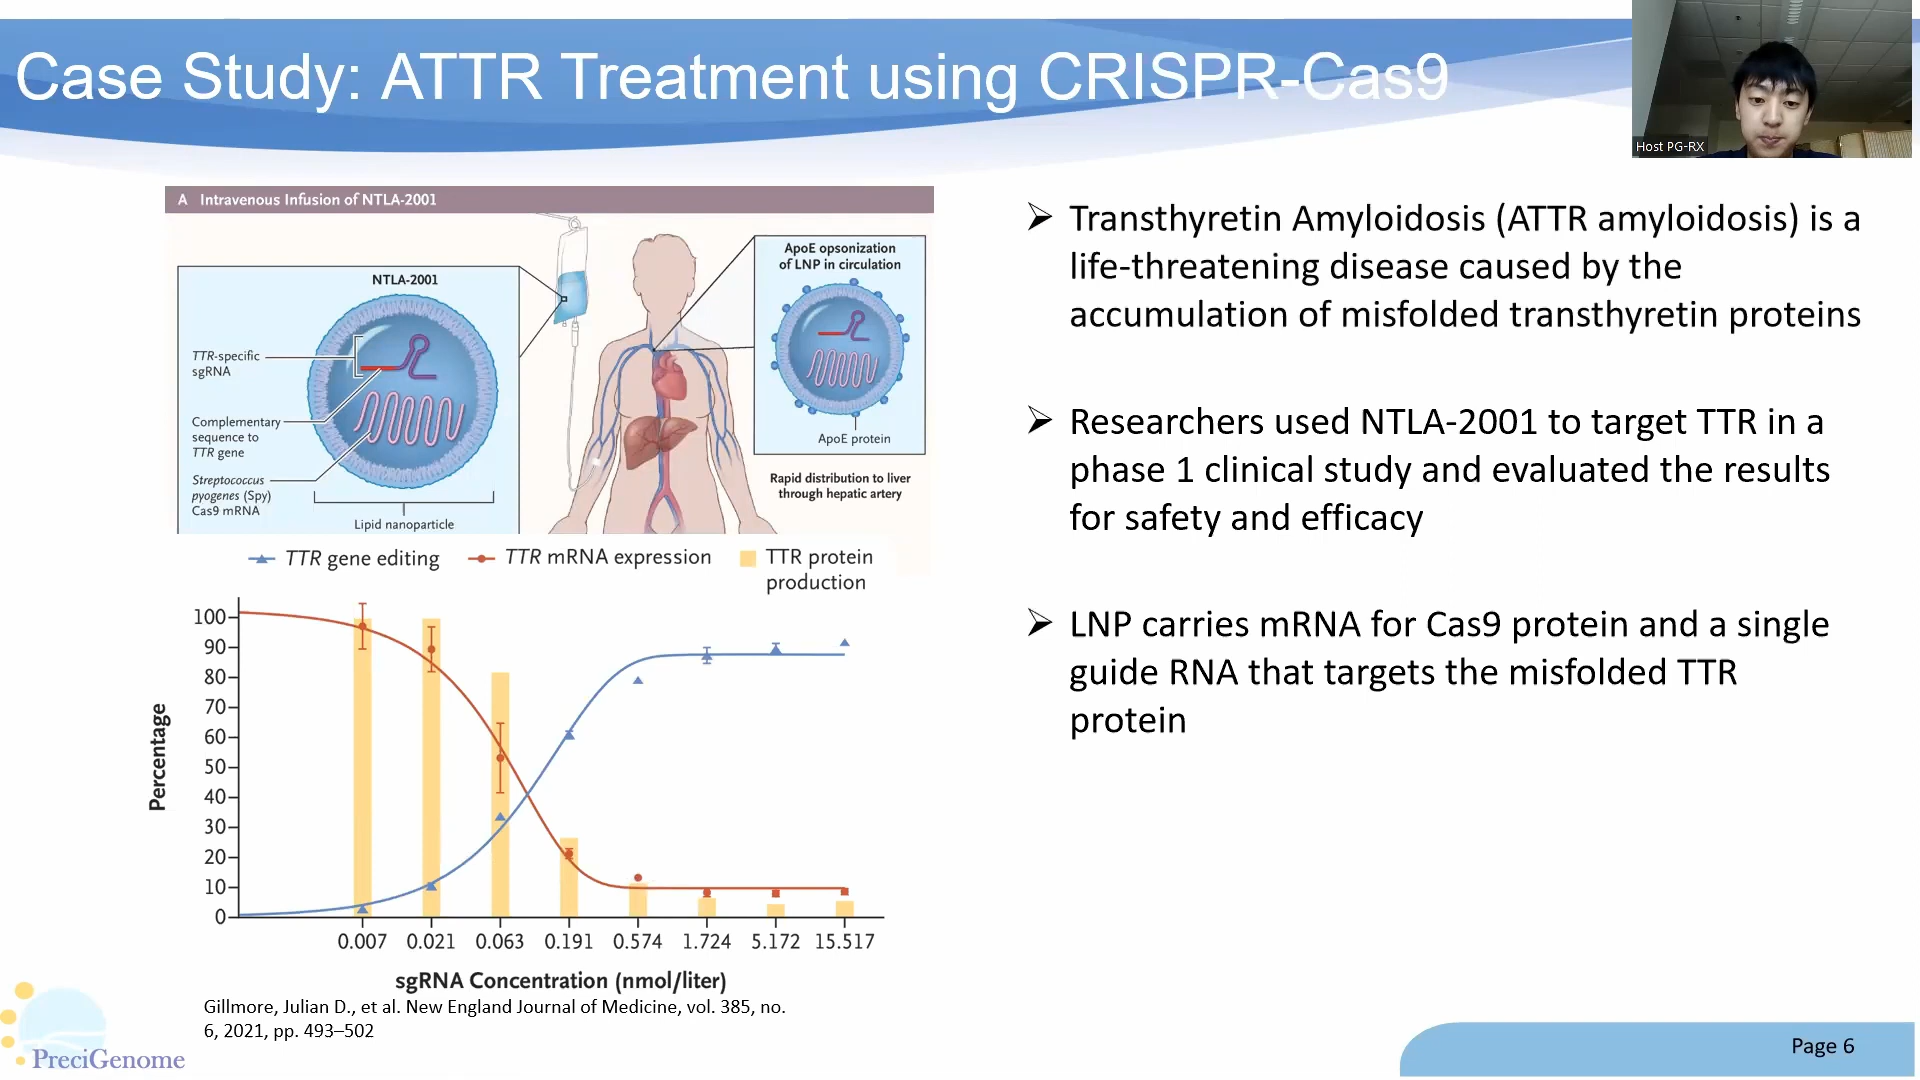 Case Study: ATTR Treatment using CRISPR-Cas9
Host PG-RX
A Intravenous Infusion of NTLA-2001
NTLA-2001
TTR-specific
sgRNA
Complementary
sequence to
TTR gene
Streptococcus
pyogenes (Spy)
Cas9 mRNA
Lipid nanoparticle
ApoE opsonization
of LNP in circulation
ApoE protein
Rapid distribution to liver
through hepatic artery
TTR gene editing
TTR mRNA expression
TTR protein
production
Percentage
100
90
80
70
60
50
40
30
20
10
0
0.007 0.021 0.063 0.191 0.574 1.724 5.172 15.517
sgRNA Concentration (nmol/liter)
Gillmore, Julian D., et al. New England Journal of Medicine, vol. 385, no.
6, 2021, pp. 493–502
PreciGenome
Transthyretin Amyloidosis (ATTR amyloidosis) is a
life-threatening disease caused by the
accumulation of misfolded transthyretin proteins
Researchers used NTLA-2001 to target TTR in a
phase 1 clinical study and evaluated the results
for safety and efficacy
LNP carries mRNA for Cas9 protein and a single
guide RNA that targets the misfolded TTR
protein
Page 6